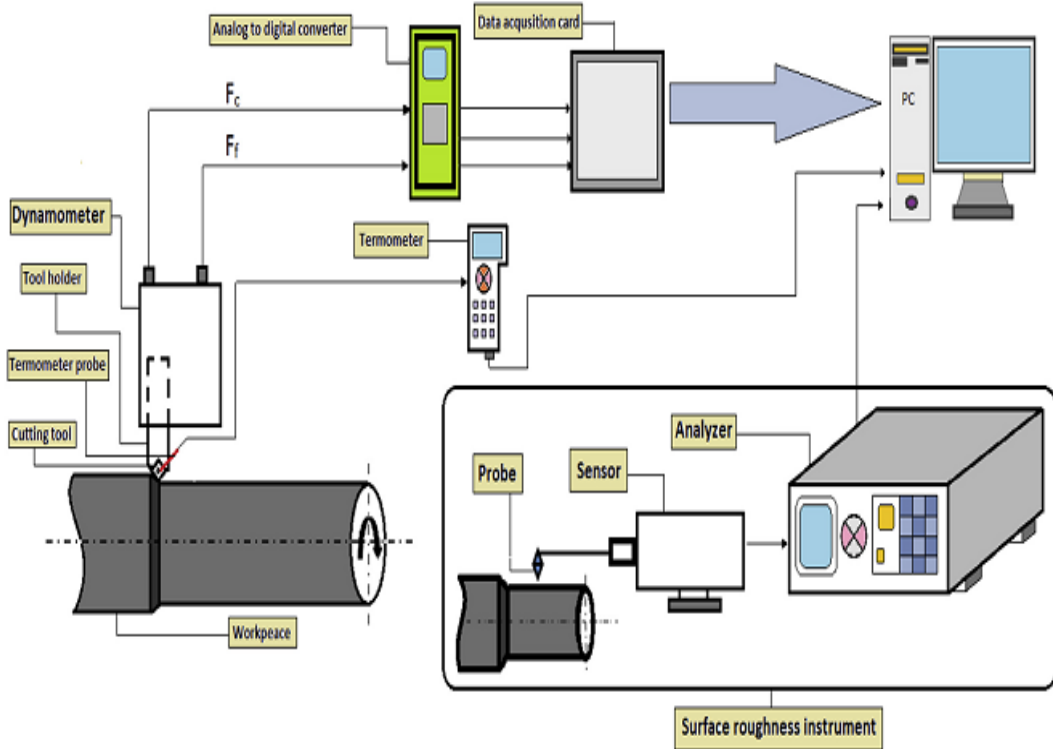 Analog to digital converter
Data acqusition card
PC
Fc
Ff
Dynamometer
Termometer
Tool holder
Termometer probe
Cutting tool
Analyzer
Sensor
Probe
Workpeace
Surface roughness instrument